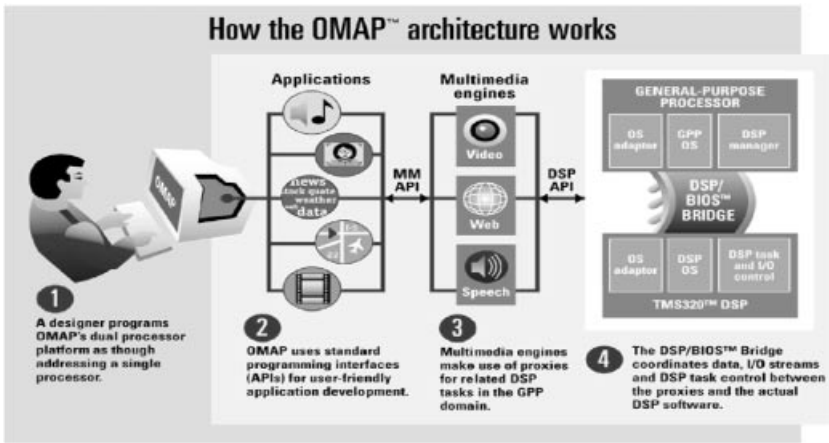 How the OMAP™ architecture works
Applications
Multimedia
engines
OMAP
news
stock quote
weather
data
MM
API
Video
Web
Speech
DSP
API
GENERAL-PURPOSE
PROCESSOR
OS
adaptor
GPP
OS
DSP
manager
DSP/
BIOS™
BRIDGE
OS
adaptor
DSP
OS
DSP task
and I/O
control
TMS320™ DSP
1
A designer programs
OMAP's dual processor
platform as though
addressing a single
processor.
2
OMAP uses standard
programming interfaces
(APIs) for user-friendly
application development.
3
Multimedia engines
make use of proxies
for related DSP
tasks in the GPP
domain.
4
The DSP/BIOS™ Bridge
coordinates data, I/O streams
and DSP task control between
the proxies and the actual
DSP software.